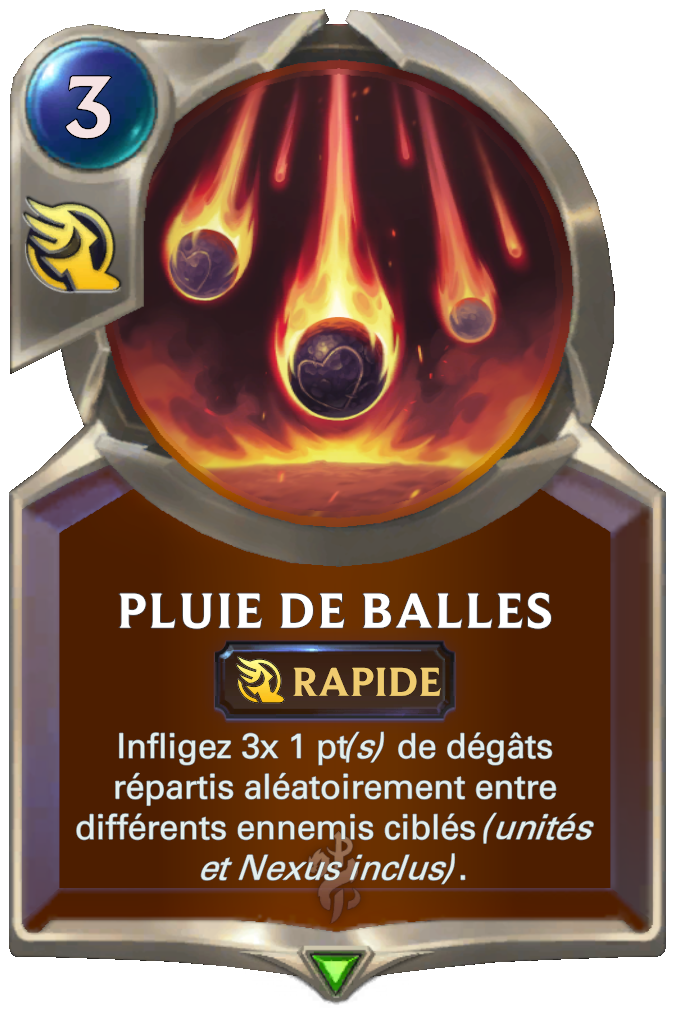 3
PLUIE DE BALLES
RAPIDE
Infligez 3x 1 pt(s) de dégâts
répartis aléatoirement entre
différents ennemis ciblés (unités
et Nexus inclus).